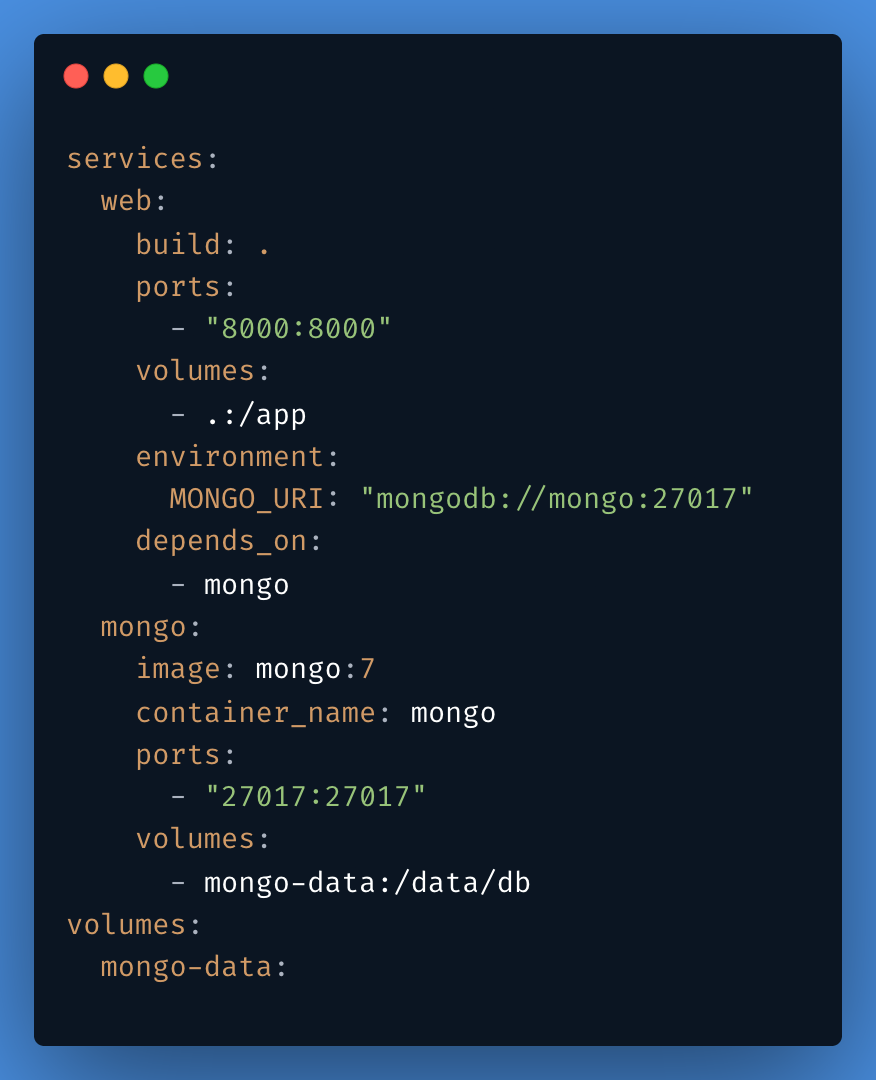 services:
  web:
    build: .
    ports:
      - "8000:8000"
    volumes:
      - .:/app
    environment:
      MONGO_URI: "mongodb://mongo:27017"
    depends_on:
      - mongo
  mongo:
    image: mongo:7
    container_name: mongo
    ports:
      - "27017:27017"
    volumes:
      - mongo-data:/data/db
volumes:
  mongo-data: